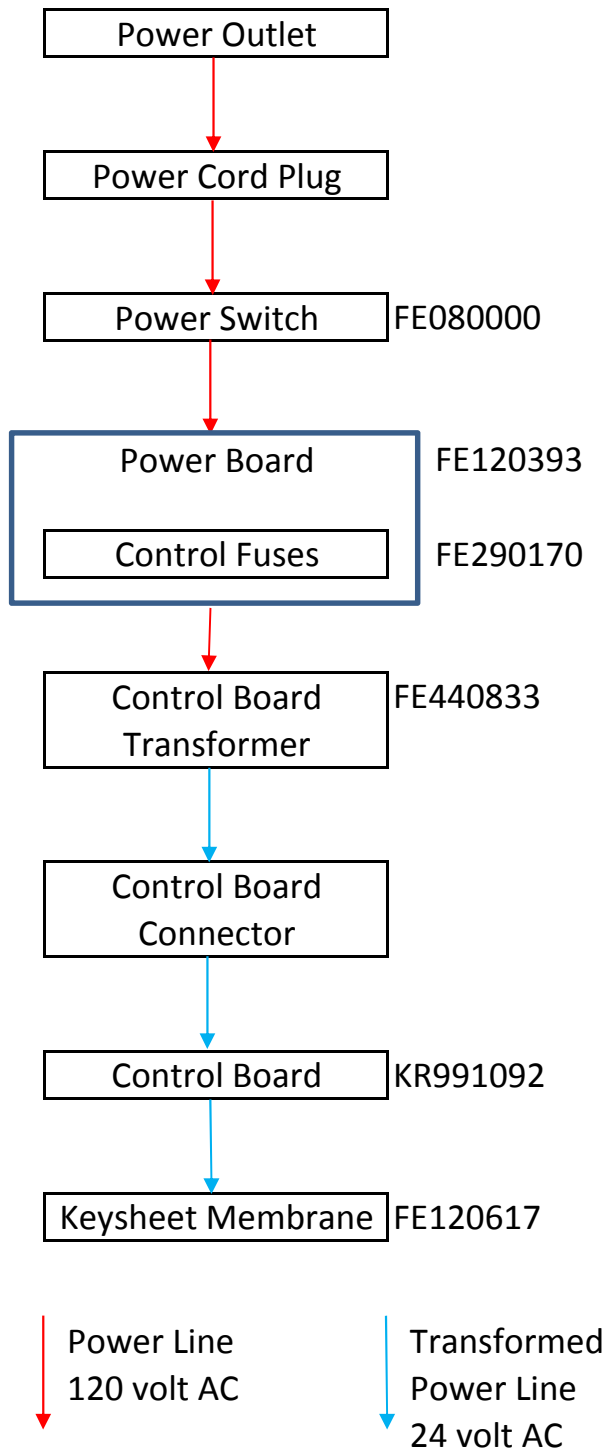 Power Outlet
Power Cord Plug
Power Switch FE080000
Power Board FE120393
Control Fuses FE290170
Control Board FE440833
Transformer
Control Board
Connector
Control Board KR991092
Keysheet Membrane FE120617
Power Line
120 volt AC
Transformed
Power Line
24 volt AC